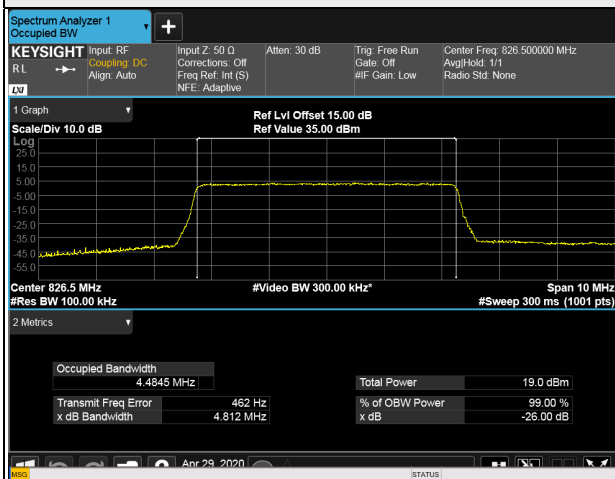 Spectrum Analyzer 1
Occupied BW
KEYSIGHT
RL
LXI
Input: RF
Coupling: DC
Align: Auto
Input Z: 50 Ω
Corrections: Off
Freq Ref: Int (S)
NFE: Adaptive
Atten: 30 dB
Trig: Free Run
Gate: Off
#IF Gain: Low
Center Freq: 826.500000 MHz
Avg|Hold: 1/1
Radio Std: None
1 Graph
Scale/Div 10.0 dB
Ref Lvl Offset 15.00 dB
Ref Value 35.00 dBm
Log
25.0
15.0
5.00
-5.00
-15.0
-25.0
-35.0
-45.0
-55.0
Center 826.5 MHz
#Video BW 300.00 kHz*
Span 10 MHz
#Res BW 100.00 kHz
#Sweep 300 ms (1001 pts)
2 Metrics
Occupied Bandwidth
4.4845 MHz
Total Power 19.0 dBm
Transmit Freq Error 462 Hz
% of OBW Power 99.00 %
x dB Bandwidth 4.812 MHz
x dB -26.00 dB
Apr 29, 2020
MSG
STATUS